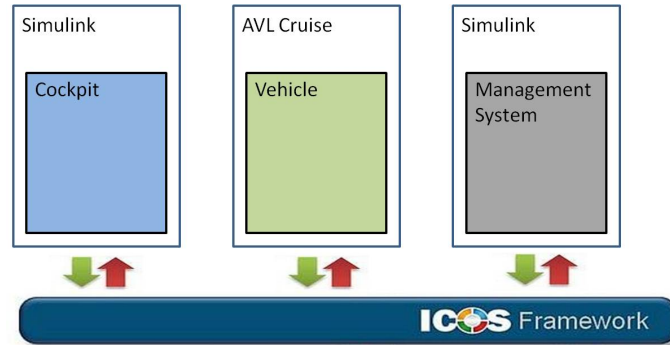 Simulink
Cockpit
AVL Cruise
Vehicle
Simulink
Management
System
ICOS Framework